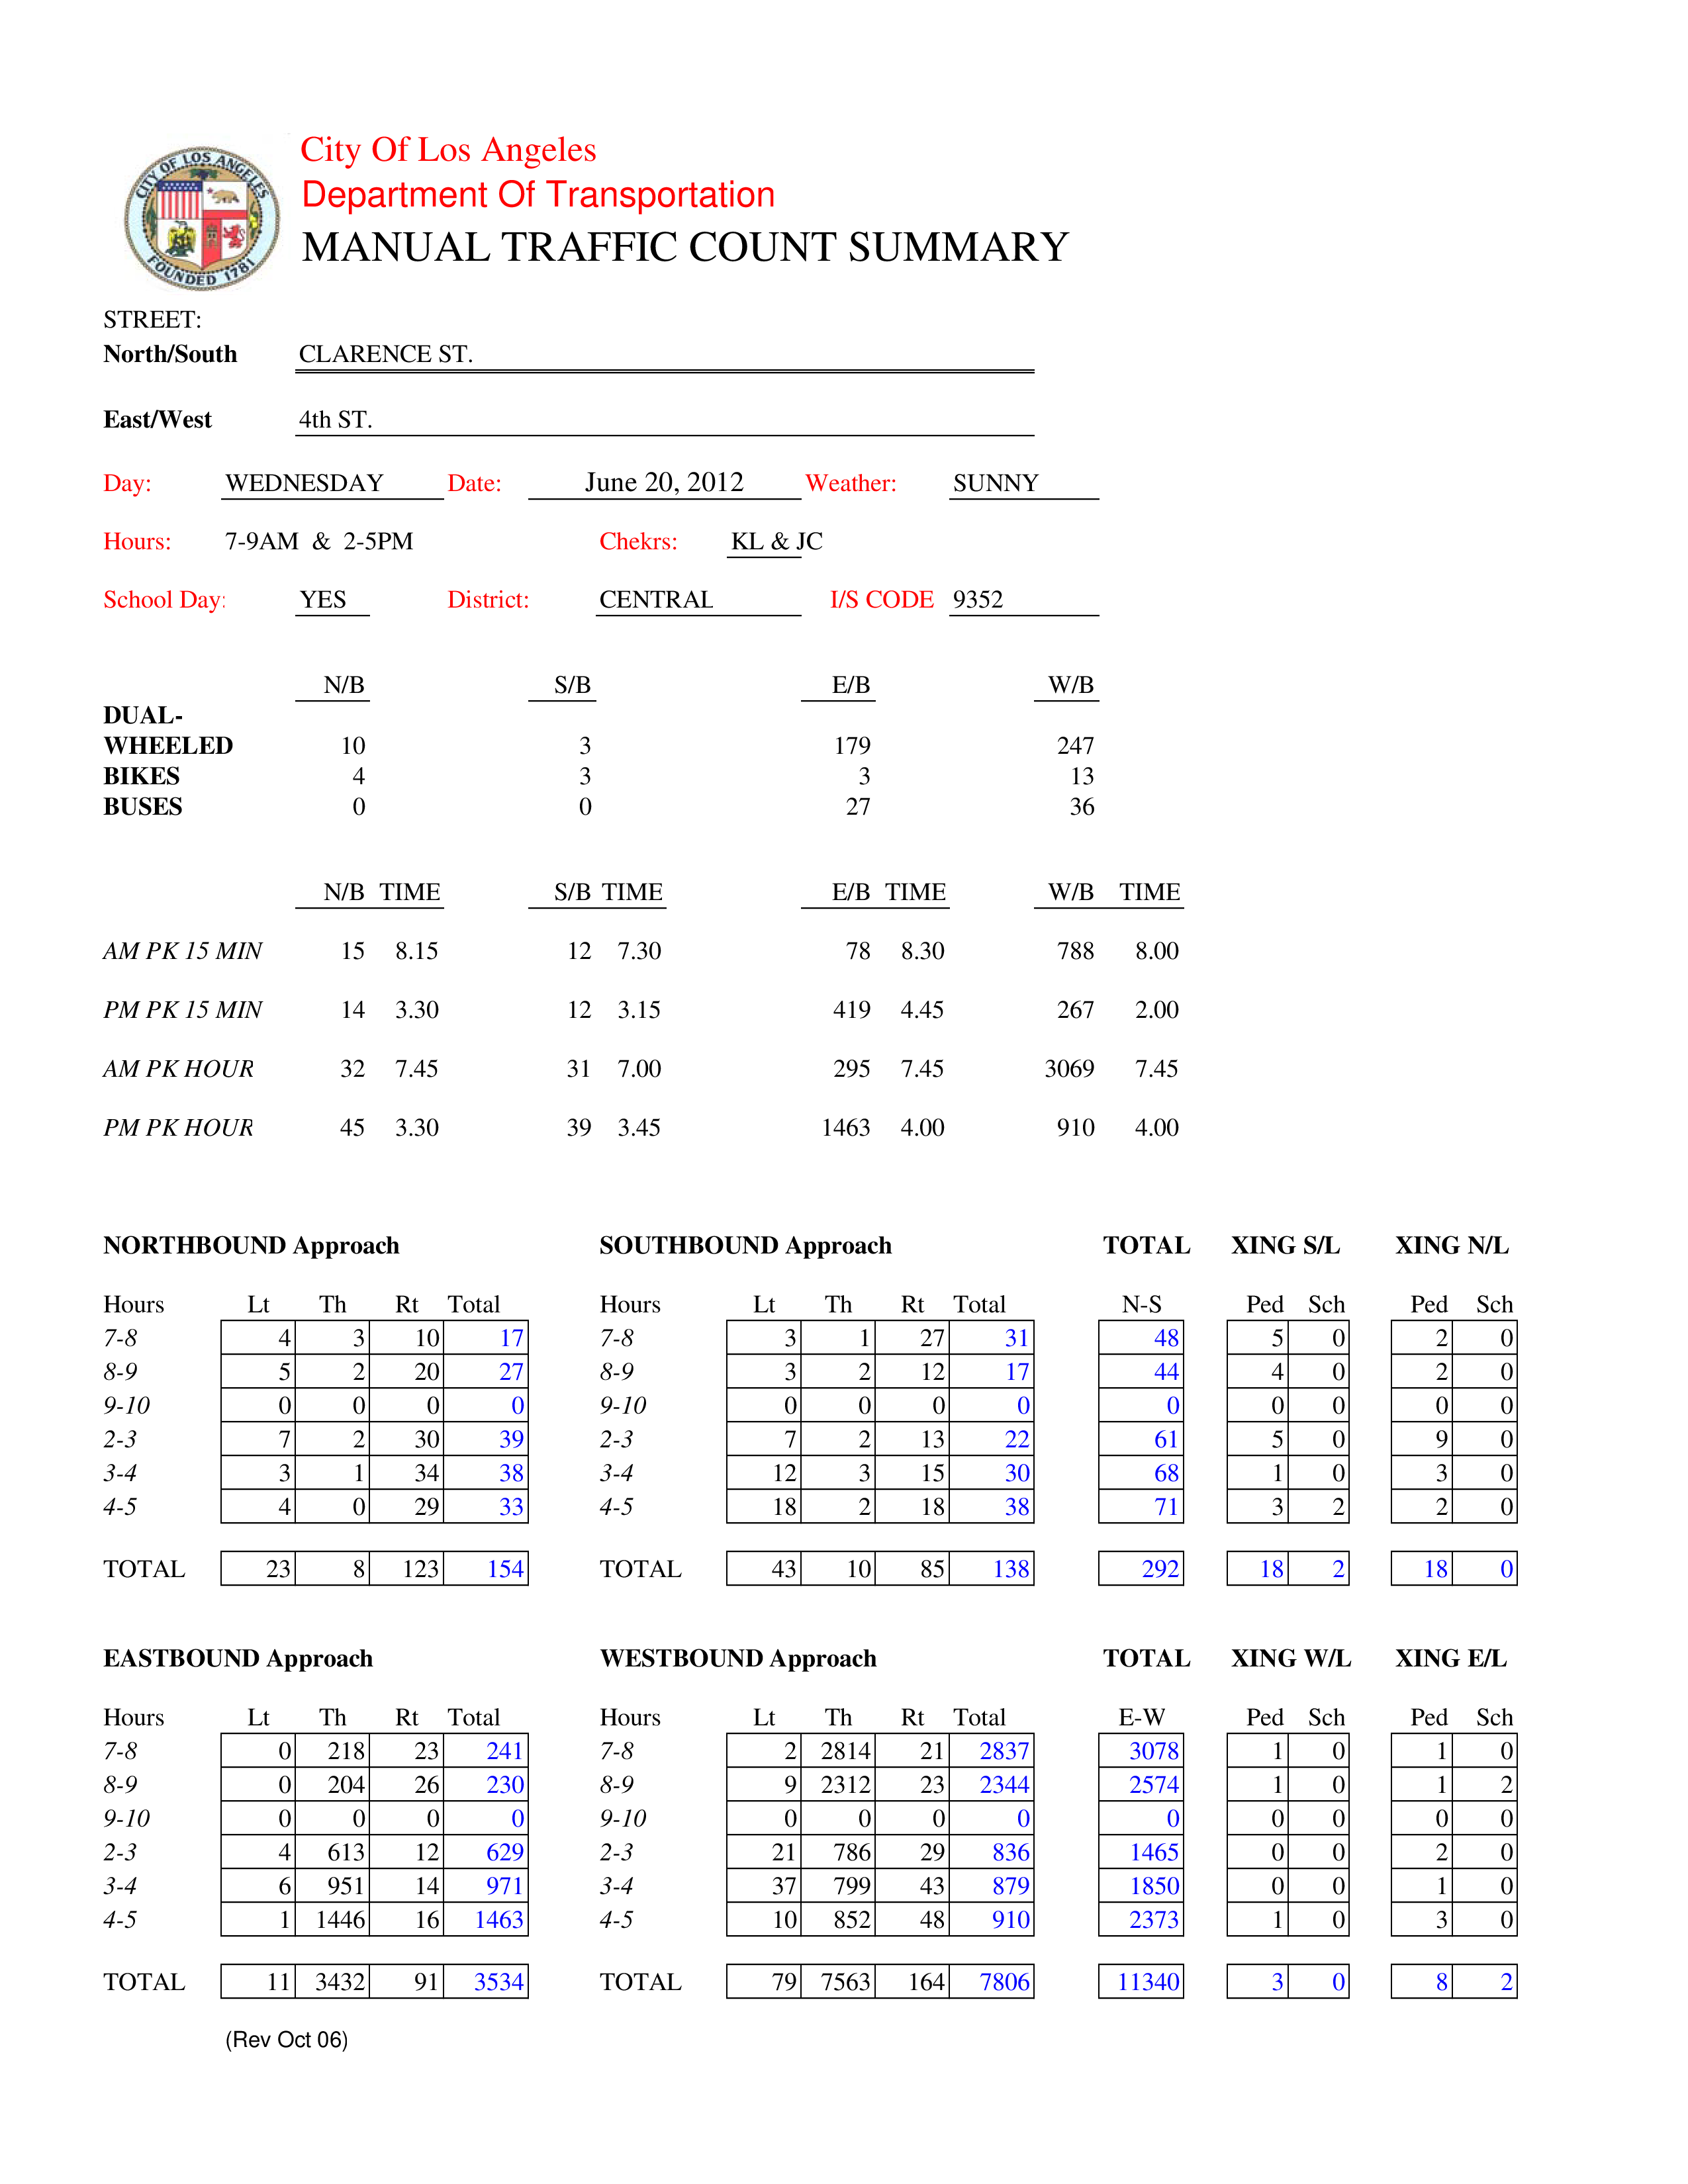 CITY OF LOS ANGELES
FOUNDED 1781
City Of Los Angeles
Department Of Transportation
MANUAL TRAFFIC COUNT SUMMARY
STREET:
North/South CLARENCE ST.
East/West 4th ST.
Day: WEDNESDAY Date: June 20, 2012 Weather: SUNNY
Hours: 7-9AM & 2-5PM Chekrs: KL & JC
School Day: YES District: CENTRAL I/S CODE 9352
N/B S/B E/B W/B
DUAL-
WHEELED 10 3 179 247
BIKES 4 3 3 13
BUSES 0 0 27 36
N/B TIME S/B TIME E/B TIME W/B TIME
AM PK 15 MIN 15 8.15 12 7.30 78 8.30 788 8.00
PM PK 15 MIN 14 3.30 12 3.15 419 4.45 267 2.00
AM PK HOUR 32 7.45 31 7.00 295 7.45 3069 7.45
PM PK HOUR 45 3.30 39 3.45 1463 4.00 910 4.00
NORTHBOUND Approach SOUTHBOUND Approach TOTAL XING S/L XING N/L
Hours Lt Th Rt Total Hours Lt Th Rt Total N-S Ped Sch Ped Sch
7-8 4 3 10 17 7-8 3 1 27 31 48 5 0 2 0
8-9 5 2 20 27 8-9 3 2 12 17 44 4 0 2 0
9-10 0 0 0 0 9-10 0 0 0 0 0 0 0 0 0
2-3 7 2 30 39 2-3 7 2 13 22 61 5 0 9 0
3-4 3 1 34 38 3-4 12 3 15 30 68 1 0 3 0
4-5 4 0 29 33 4-5 18 2 18 38 71 3 2 2 0
TOTAL 23 8 123 154 TOTAL 43 10 85 138 292 18 2 18 0
EASTBOUND Approach WESTBOUND Approach TOTAL XING W/L XING E/L
Hours Lt Th Rt Total Hours Lt Th Rt Total E-W Ped Sch Ped Sch
7-8 0 218 23 241 7-8 2 2814 21 2837 3078 1 0 1 0
8-9 0 204 26 230 8-9 9 2312 23 2344 2574 1 0 1 2
9-10 0 0 0 0 9-10 0 0 0 0 0 0 0 0 0
2-3 4 613 12 629 2-3 21 786 29 836 1465 0 0 2 0
3-4 6 951 14 971 3-4 37 799 43 879 1850 0 0 1 0
4-5 1 1446 16 1463 4-5 10 852 48 910 2373 1 0 3 0
TOTAL 11 3432 91 3534 TOTAL 79 7563 164 7806 11340 3 0 8 2
(Rev Oct 06)